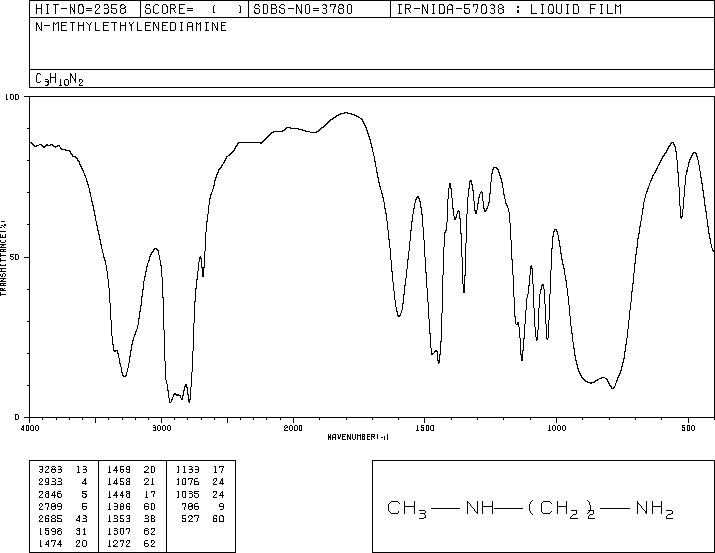 HIT-NO=2358 SCORE= ( ) SDBS-NO=3780 IR-NIDA-57038 : LIQUID FILM
N-METHYLETHYLENEDIAMINE
C3H10N2
100
50
0
TRANSMITTANCE(%)
4000 3000 2000 1500 1000 500
WAVENUMBER(-1)
3283 13 1469 20 1133 17
2933 4 1458 21 1076 24
2846 5 1448 17 1035 24
2789 6 1386 60 786 9
2685 43 1353 38 527 60
1598 31 1307 62
1474 20 1272 62
CH3 — NH — (CH2)2 — NH2